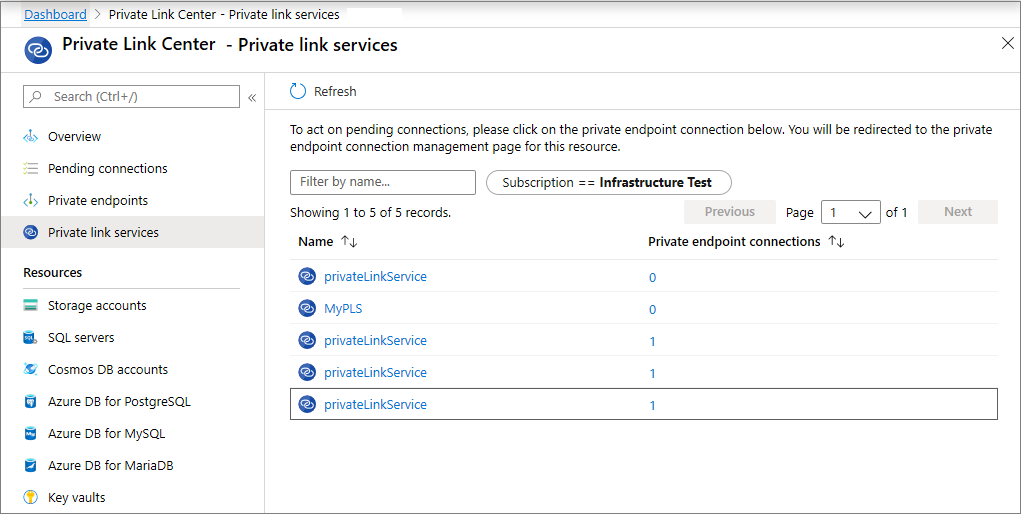 Dashboard > Private Link Center - Private link services
Private Link Center - Private link services
Search (Ctrl+/)
«
Overview
Pending connections
Private endpoints
Private link services
Resources
Storage accounts
SQL servers
Cosmos DB accounts
Azure DB for PostgreSQL
Azure DB for MySQL
Azure DB for MariaDB
Key vaults
Refresh
To act on pending connections, please click on the private endpoint connection below. You will be redirected to the private
endpoint connection management page for this resource.
Filter by name...
Subscription == Infrastructure Test
Showing 1 to 5 of 5 records.
Previous Page 1 of 1 Next
Name Private endpoint connections
privateLinkService 0
MyPLS 0
privateLinkService 1
privateLinkService 1
privateLinkService 1